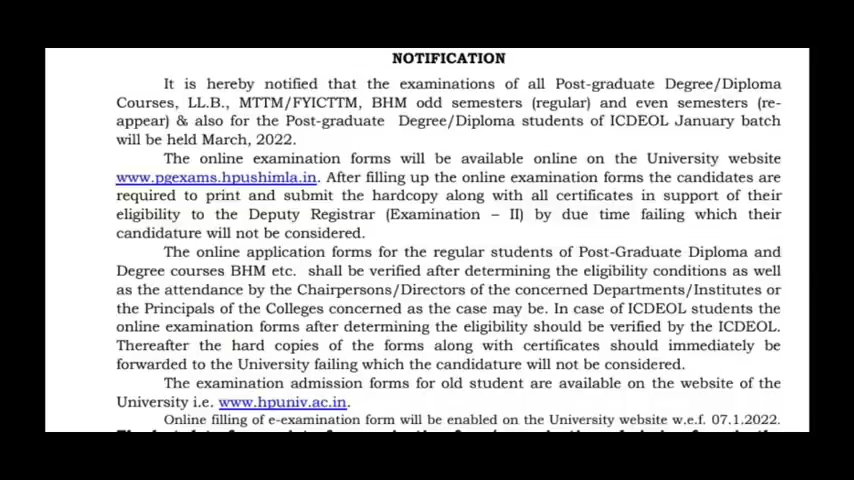 NOTIFICATION
It is hereby notified that the examinations of all Post-graduate Degree/Diploma
Courses, LL.B., MTTM/FYICTTM, BHM odd semesters (regular) and even semesters (re-
appear) & also for the Post-graduate Degree/Diploma students of ICDEOL January batch
will be held March, 2022.
The online examination forms will be available online on the University website
www.pgexams.hpushimla.in. After filling up the online examination forms the candidates are
required to print and submit the hardcopy along with all certificates in support of their
eligibility to the Deputy Registrar (Examination – II) by due time failing which their
candidature will not be considered.
The online application forms for the regular students of Post-Graduate Diploma and
Degree courses BHM etc. shall be verified after determining the eligibility conditions as well
as the attendance by the Chairpersons/Directors of the concerned Departments/Institutes or
the Principals of the Colleges concerned as the case may be. In case of ICDEOL students the
online examination forms after determining the eligibility should be verified by the ICDEOL.
Thereafter the hard copies of the forms along with certificates should immediately be
forwarded to the University failing which the candidature will not be considered.
The examination admission forms for old student are available on the website of the
University i.e. www.hpuniv.ac.in.
Online filling of e-examination form will be enabled on the University website w.e.f. 07.1.2022.